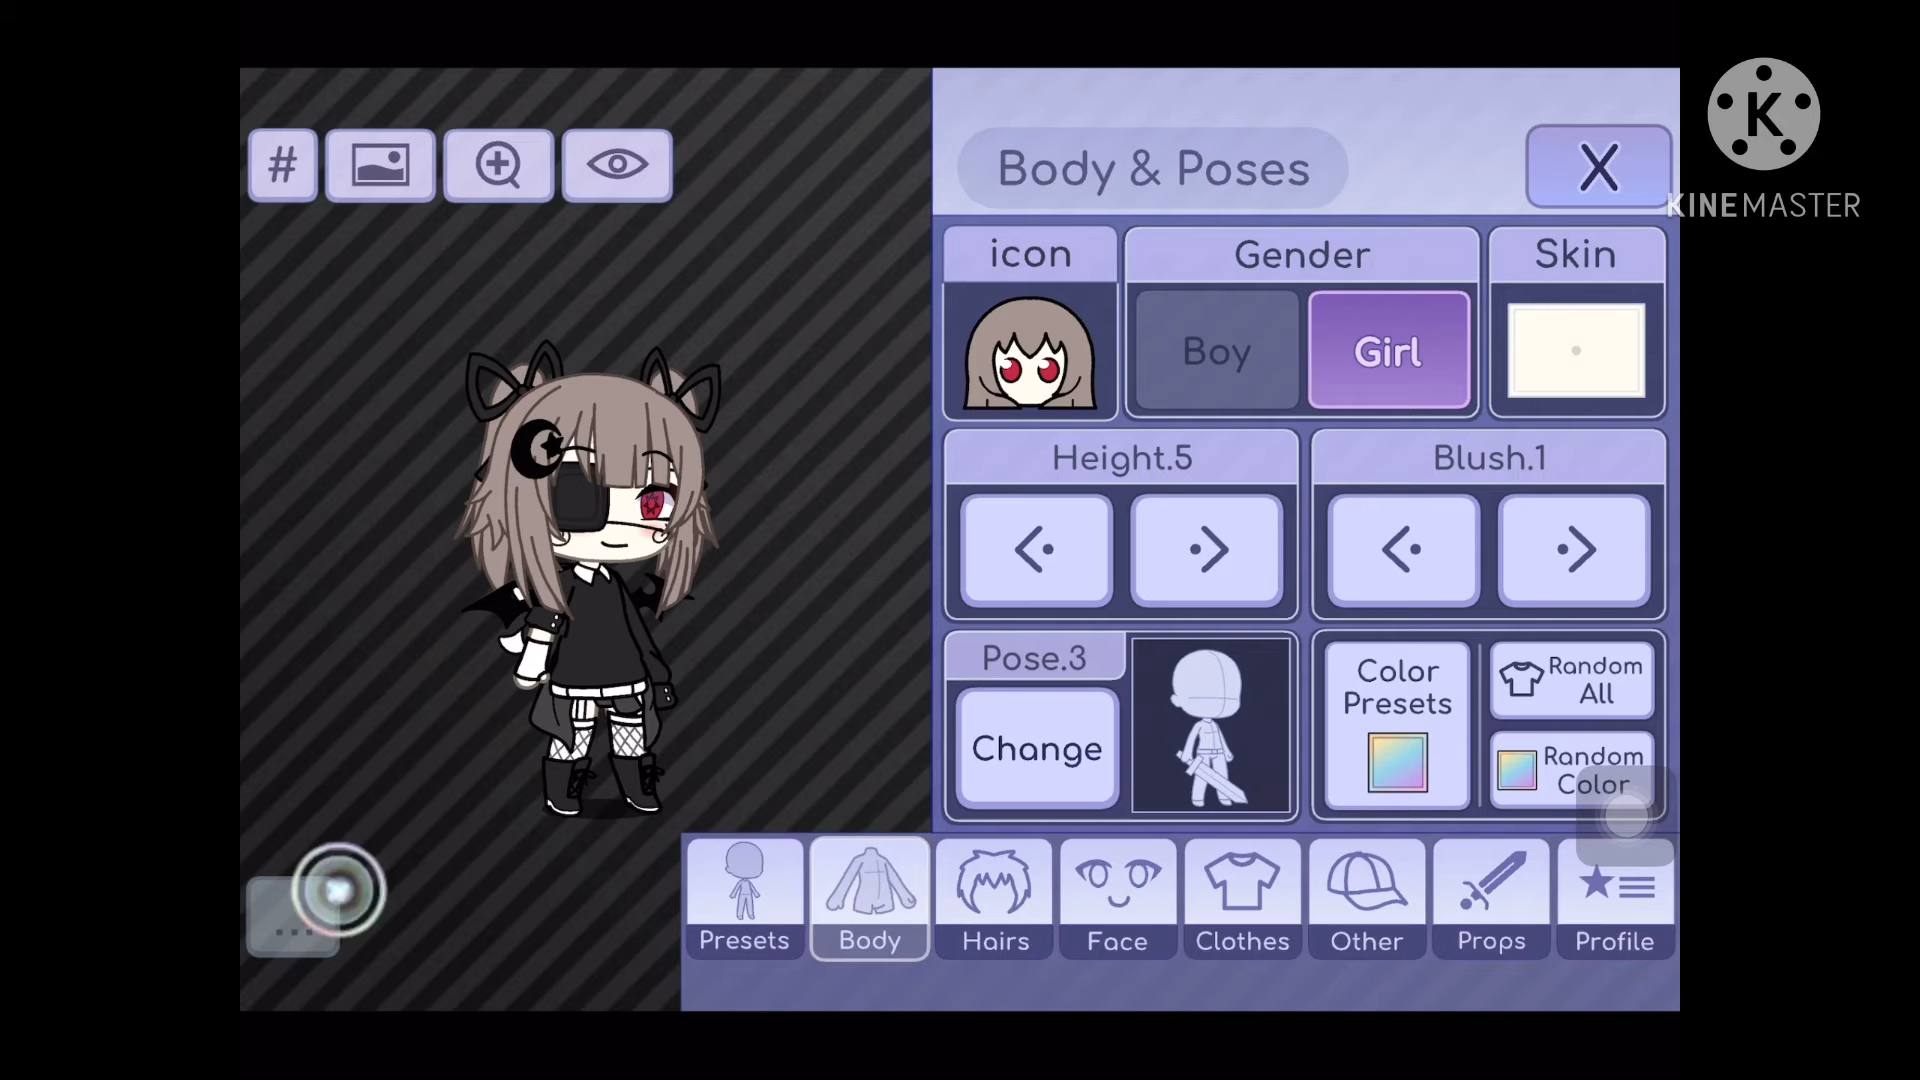 #
Body & Poses
X
K
KINEMASTER
icon
Gender
Skin
Boy
Girl
Height.5
Blush.1
Pose.3
Change
Color
Presets
Random
All
Random
Color
...
Presets
Body
Hairs
Face
Clothes
Other
Props
Profile